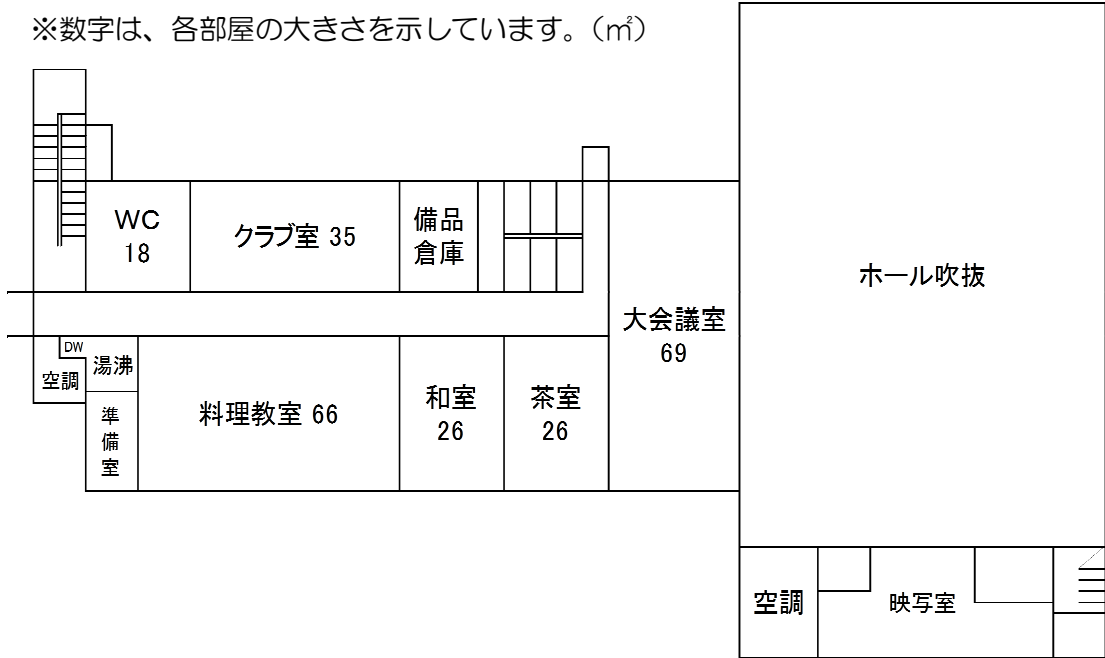 ※数字は、各部屋の大きさを示しています。(㎡)
WC
18
クラブ室 35
備品
倉庫
ホール吹抜
大会議室
69
DW
湯沸
空調
準
備
室
料理教室 66
和室
26
茶室
26
空調
映写室